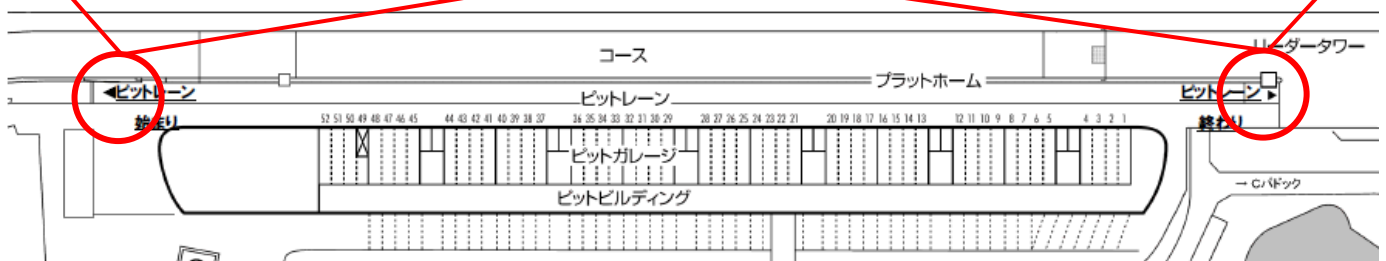 リーダータワー
コース
プラットホーム
◀ピットレーン
ピットレーン
ピットレーン▶
始まり
終わり
52 51 50 49 48 47 46 45 44 43 42 41 40 39 38 37 36 35 34 33 32 31 30 29 28 27 26 25 24 23 22 21 20 19 18 17 16 15 14 13 12 11 10 9 8 7 6 5 4 3 2 1
ピットガレージ
→ Cパドック
ピットビルディング